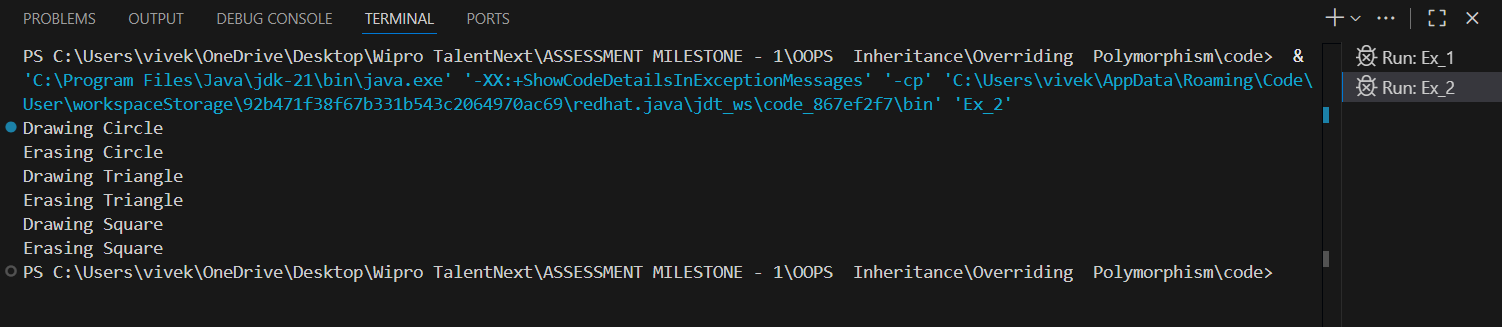 PROBLEMS OUTPUT DEBUG CONSOLE TERMINAL PORTS
PS C:\Users\vivek\OneDrive\Desktop\Wipro TalentNext\ASSESSMENT MILESTONE - 1\OOPS  Inheritance\Overriding  Polymorphism\code>  &
'C:\Program Files\Java\jdk-21\bin\java.exe' '-XX:+ShowCodeDetailsInExceptionMessages' '-cp' 'C:\Users\vivek\AppData\Roaming\Code\
User\workspaceStorage\92b471f38f67b331b543c2064970ac69\redhat.java\jdt_ws\code_867ef2f7\bin' 'Ex_2'
Drawing Circle
Erasing Circle
Drawing Triangle
Erasing Triangle
Drawing Square
Erasing Square
PS C:\Users\vivek\OneDrive\Desktop\Wipro TalentNext\ASSESSMENT MILESTONE - 1\OOPS  Inheritance\Overriding  Polymorphism\code>
Run: Ex_1
Run: Ex_2